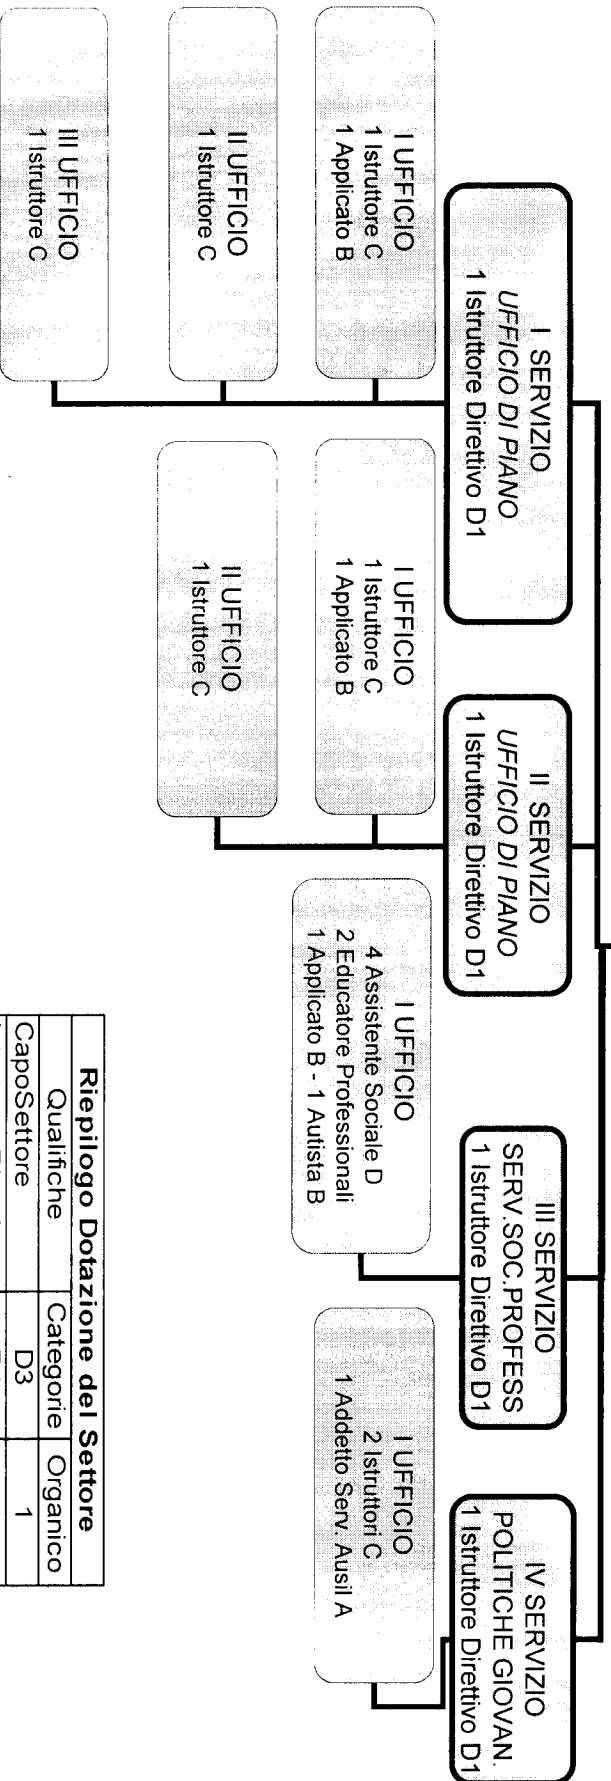 I SERVIZIO
UFFICIO DI PIANO
1 Istruttore Direttivo D1
I UFFICIO
1 Istruttore C
1 Applicato B
II UFFICIO
1 Istruttore C
III UFFICIO
1 Istruttore C
II SERVIZIO
UFFICIO DI PIANO
1 Istruttore Direttivo D1
I UFFICIO
1 Istruttore C
1 Applicato B
II UFFICIO
1 Istruttore C
III SERVIZIO
SERV.SOC.PROFESS
1 Istruttore Direttivo D1
I UFFICIO
4 Assistente Sociale D
2 Educatore Professionali
1 Applicato B - 1 Autista B
IV SERVIZIO
POLITICHE GIOVAN.
1 Istruttore Direttivo D1
I UFFICIO
2 Istruttori C
1 Addetto Serv. Ausil A
Riepilogo Dotazione del Settore
Qualifiche Categorie Organico
CapoSettore D3 1